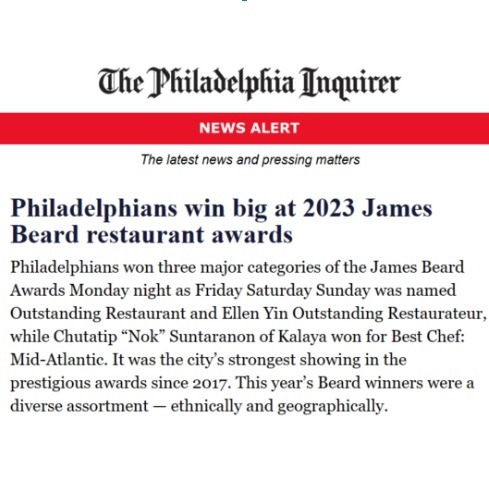 The Philadelphia Inquirer
NEWS ALERT
The latest news and pressing matters
Philadelphians win big at 2023 James
Beard restaurant awards
Philadelphians won three major categories of the James Beard
Awards Monday night as Friday Saturday Sunday was named
Outstanding Restaurant and Ellen Yin Outstanding Restaurateur,
while Chutatip “Nok” Suntaranon of Kalaya won for Best Chef:
Mid-Atlantic. It was the city’s strongest showing in the
prestigious awards since 2017. This year’s Beard winners were a
diverse assortment — ethnically and geographically.